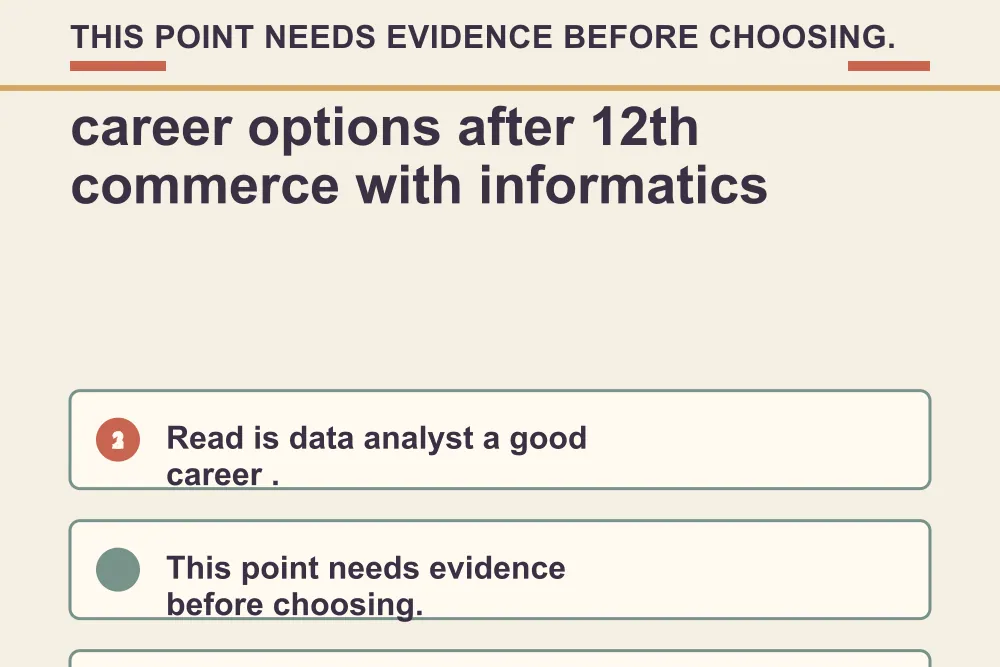 THIS POINT NEEDS EVIDENCE BEFORE CHOOSING.
career options after 12th
commerce with informatics
Read is data analyst a good
career .
This point needs evidence
before choosing.